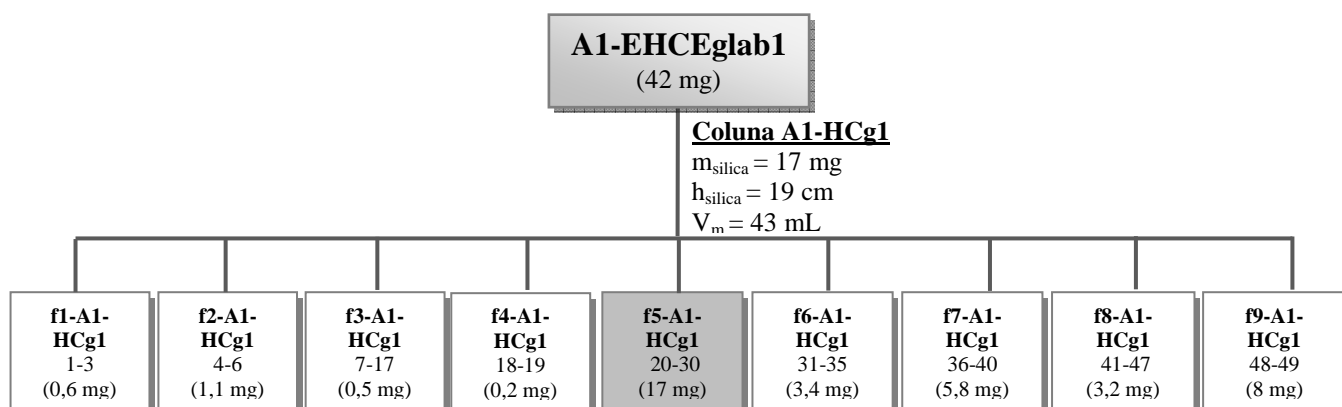 A1-EHCEglab1
(42 mg)
Coluna A1-HCg1
msilica = 17 mg
hsilica = 19 cm
Vm = 43 mL
f1-A1-
HCg1
1-3
(0,6 mg)
f2-A1-
HCg1
4-6
(1,1 mg)
f3-A1-
HCg1
7-17
(0,5 mg)
f4-A1-
HCg1
18-19
(0,2 mg)
f5-A1-
HCg1
20-30
(17 mg)
f6-A1-
HCg1
31-35
(3,4 mg)
f7-A1-
HCg1
36-40
(5,8 mg)
f8-A1-
HCg1
41-47
(3,2 mg)
f9-A1-
HCg1
48-49
(8 mg)